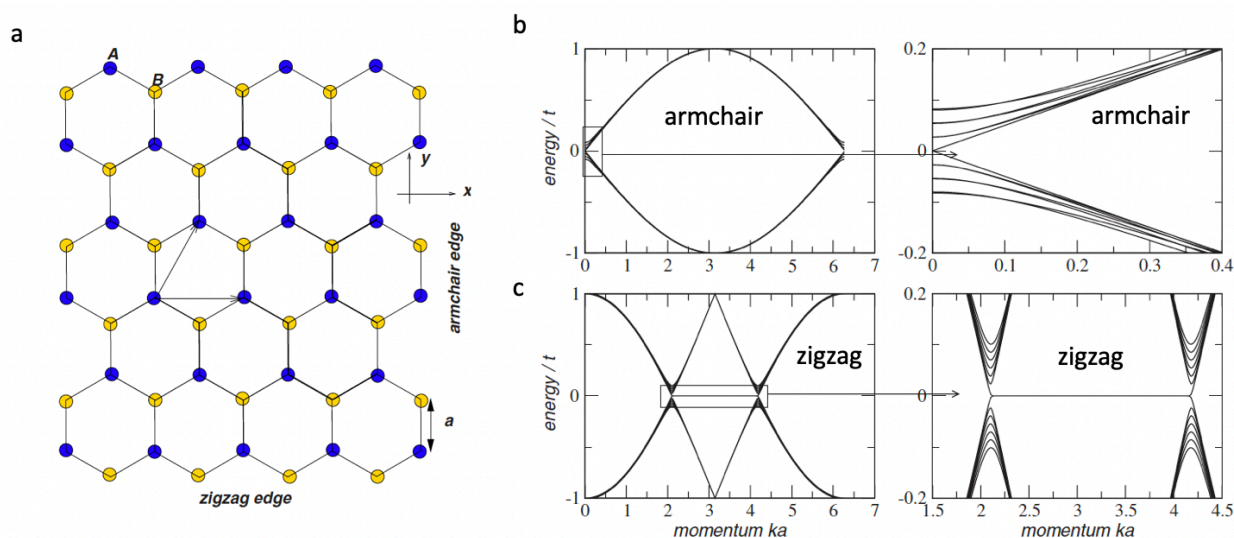 a
A
B
y
x
armchair edge
a
zigzag edge
b
energy / t
1
0
-1
armchair
0 1 2 3 4 5 6 7
0.2
0
-0.2
armchair
0 0.1 0.2 0.3 0.4
c
energy / t
1
0
-1
zigzag
0 1 2 3 4 5 6 7
momentum ka
0.2
0
-0.2
zigzag
1.5 2 2.5 3 3.5 4 4.5
momentum ka